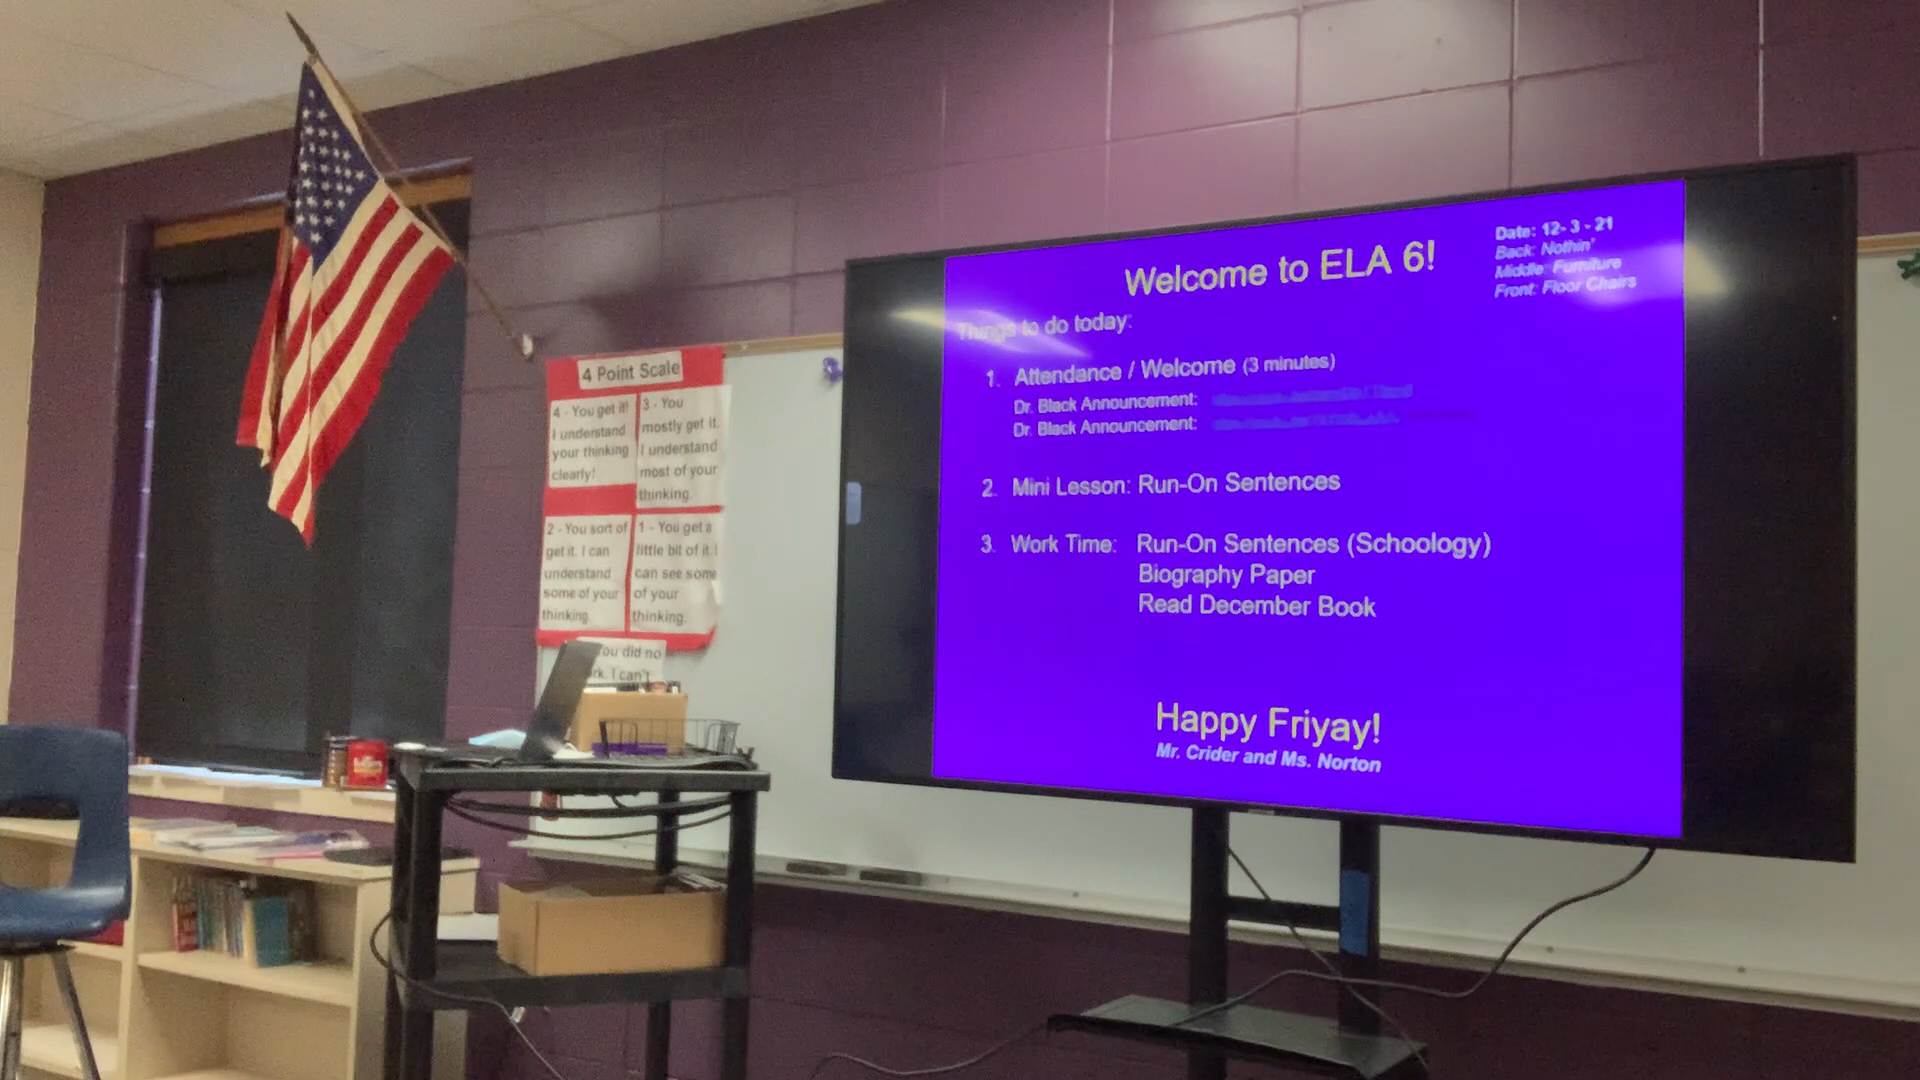 4 Point Scale
4 - You get it!
I understand
your thinking
clearly!
3 - You
mostly get it.
I understand
most of your
thinking.
2 - You sort of
get it. I can
understand
some of your
thinking.
1 - You get a
little bit of it. I
can see some
of your
thinking.
You did no
I can't
Welcome to ELA 6!
Date: 12- 3 - 21
Back: Nothin'
Middle: Furniture
Front: Floor Chairs
Things to do today:
1. Attendance / Welcome (3 minutes)
Dr. Black Announcement:
Dr. Black Announcement:
2. Mini Lesson: Run-On Sentences
3. Work Time: Run-On Sentences (Schoology)
Biography Paper
Read December Book
Happy Friyay!
Mr. Crider and Ms. Norton